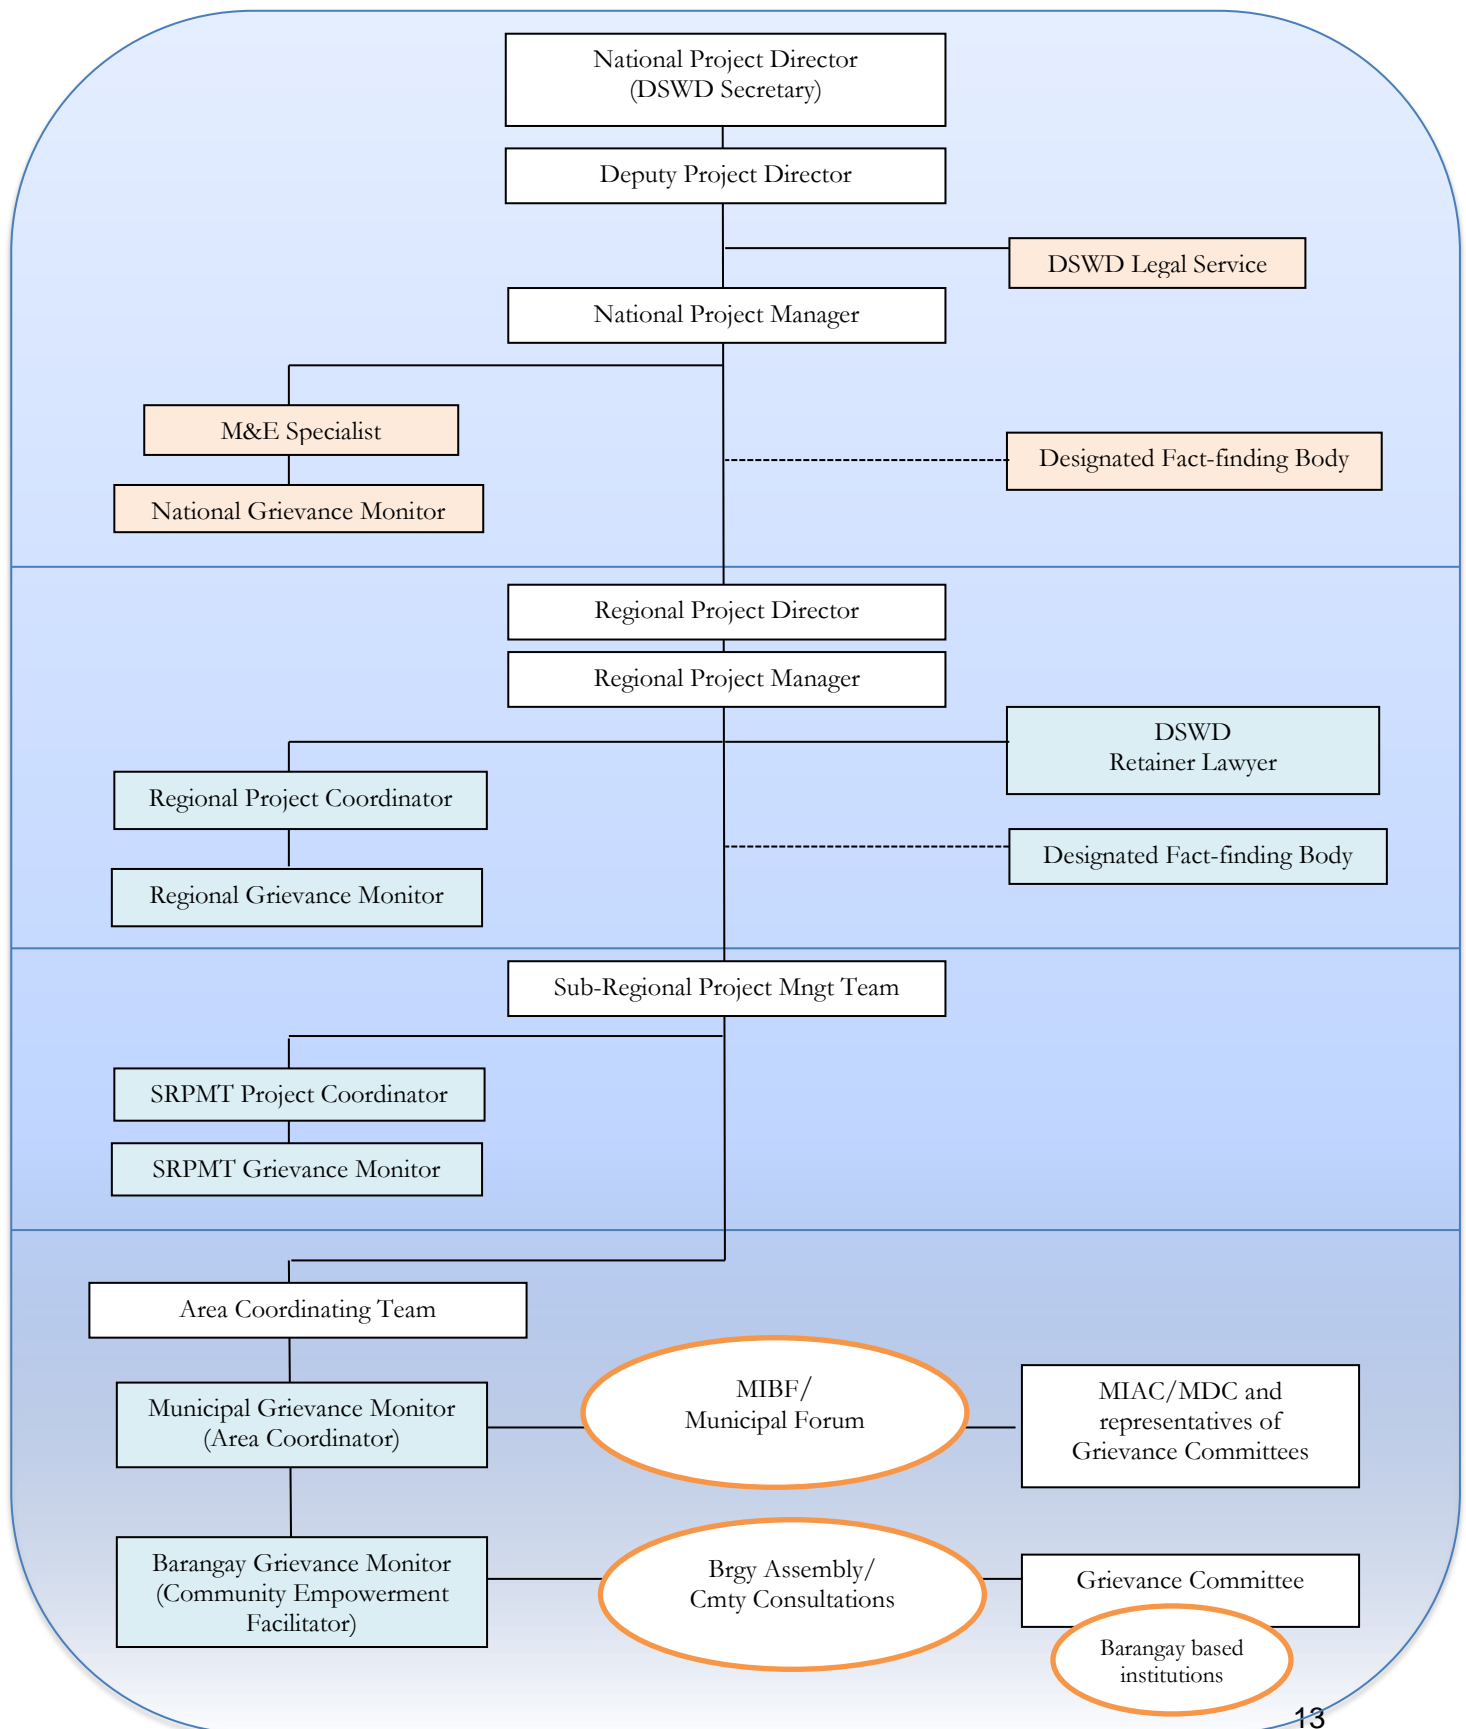 National Project Director
(DSWD Secretary)
Deputy Project Director
DSWD Legal Service
National Project Manager
M&E Specialist
Designated Fact-finding Body
National Grievance Monitor
Regional Project Director
Regional Project Manager
DSWD
Retainer Lawyer
Regional Project Coordinator
Designated Fact-finding Body
Regional Grievance Monitor
Sub-Regional Project Mngt Team
SRPMT Project Coordinator
SRPMT Grievance Monitor
Area Coordinating Team
Municipal Grievance Monitor
(Area Coordinator)
MIBF/
Municipal Forum
MIAC/MDC and
representatives of
Grievance Committees
Barangay Grievance Monitor
(Community Empowerment
Facilitator)
Brgy Assembly/
Cmty Consultations
Grievance Committee
Barangay based
institutions
13